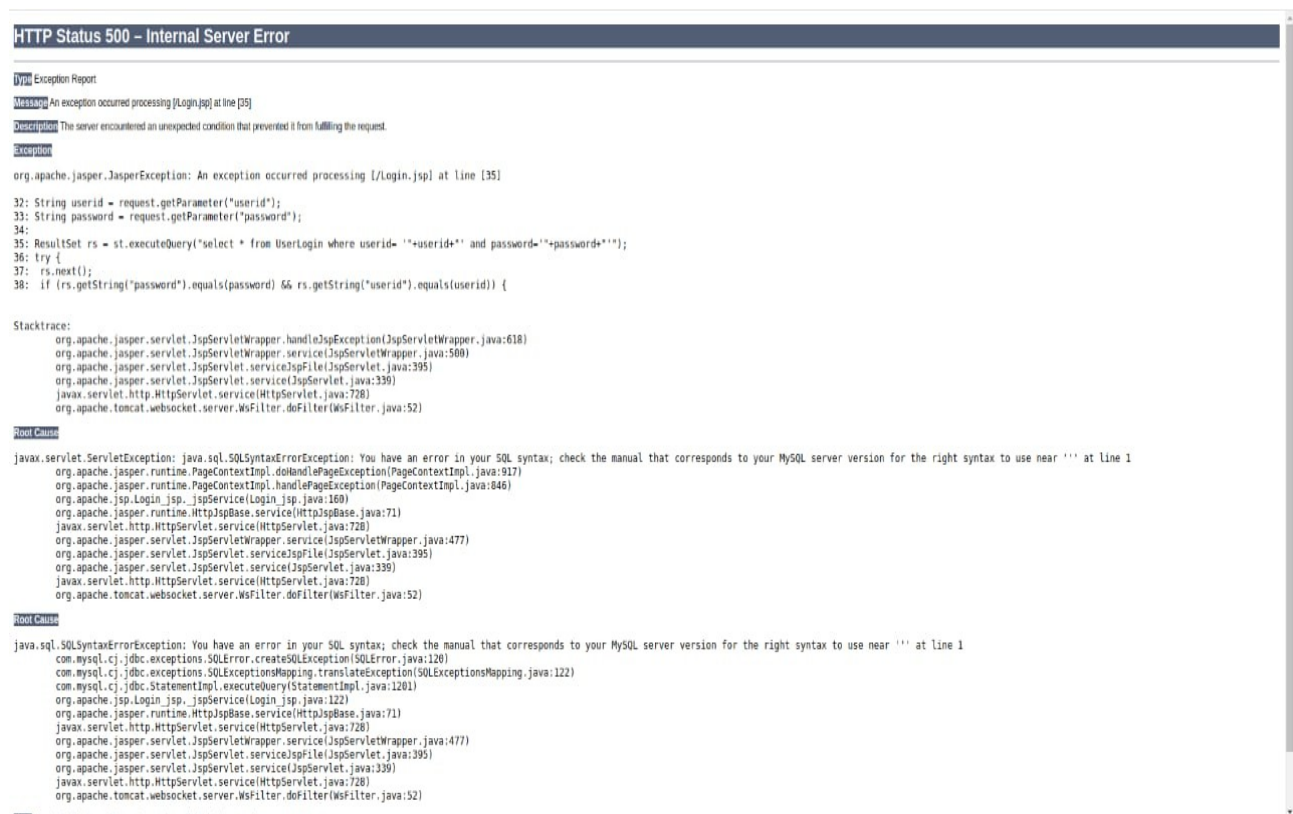 HTTP Status 500 – Internal Server Error
Type Exception Report
Message An exception occurred processing [/Login.jsp] at line [35]
Description The server encountered an unexpected condition that prevented it from fulfilling the request.
Exception
org.apache.jasper.JasperException: An exception occurred processing [/Login.jsp] at line [35]
32: String userid = request.getParameter("userid");
33: String password = request.getParameter("password");
34:
35: ResultSet rs = st.executeQuery("select * from UserLogin where userid= '"+userid+"' and password='"+password+"'");
36: try {
37:  rs.next();
38:  if (rs.getString("password").equals(password) && rs.getString("userid").equals(userid)) {
Stacktrace:
org.apache.jasper.servlet.JspServletWrapper.handleJspException(JspServletWrapper.java:618)
org.apache.jasper.servlet.JspServletWrapper.service(JspServletWrapper.java:500)
org.apache.jasper.servlet.JspServlet.serviceJspFile(JspServlet.java:395)
org.apache.jasper.servlet.JspServlet.service(JspServlet.java:339)
javax.servlet.http.HttpServlet.service(HttpServlet.java:728)
org.apache.tomcat.websocket.server.WsFilter.doFilter(WsFilter.java:52)
Root Cause
javax.servlet.ServletException: java.sql.SQLSyntaxErrorException: You have an error in your SQL syntax; check the manual that corresponds to your MySQL server version for the right syntax to use near ''' at line 1
org.apache.jasper.runtime.PageContextImpl.doHandlePageException(PageContextImpl.java:917)
org.apache.jasper.runtime.PageContextImpl.handlePageException(PageContextImpl.java:846)
org.apache.jsp.Login_jsp._jspService(Login_jsp.java:160)
org.apache.jasper.runtime.HttpJspBase.service(HttpJspBase.java:71)
javax.servlet.http.HttpServlet.service(HttpServlet.java:728)
org.apache.jasper.servlet.JspServletWrapper.service(JspServletWrapper.java:477)
org.apache.jasper.servlet.JspServlet.serviceJspFile(JspServlet.java:395)
org.apache.jasper.servlet.JspServlet.service(JspServlet.java:339)
javax.servlet.http.HttpServlet.service(HttpServlet.java:728)
org.apache.tomcat.websocket.server.WsFilter.doFilter(WsFilter.java:52)
Root Cause
java.sql.SQLSyntaxErrorException: You have an error in your SQL syntax; check the manual that corresponds to your MySQL server version for the right syntax to use near ''' at line 1
com.mysql.cj.jdbc.exceptions.SQLError.createSQLException(SQLError.java:120)
com.mysql.cj.jdbc.exceptions.SQLExceptionsMapping.translateException(SQLExceptionsMapping.java:122)
com.mysql.cj.jdbc.StatementImpl.executeQuery(StatementImpl.java:1201)
org.apache.jsp.Login_jsp._jspService(Login_jsp.java:122)
org.apache.jasper.runtime.HttpJspBase.service(HttpJspBase.java:71)
javax.servlet.http.HttpServlet.service(HttpServlet.java:728)
org.apache.jasper.servlet.JspServletWrapper.service(JspServletWrapper.java:477)
org.apache.jasper.servlet.JspServlet.serviceJspFile(JspServlet.java:395)
org.apache.jasper.servlet.JspServlet.service(JspServlet.java:339)
javax.servlet.http.HttpServlet.service(HttpServlet.java:728)
org.apache.tomcat.websocket.server.WsFilter.doFilter(WsFilter.java:52)